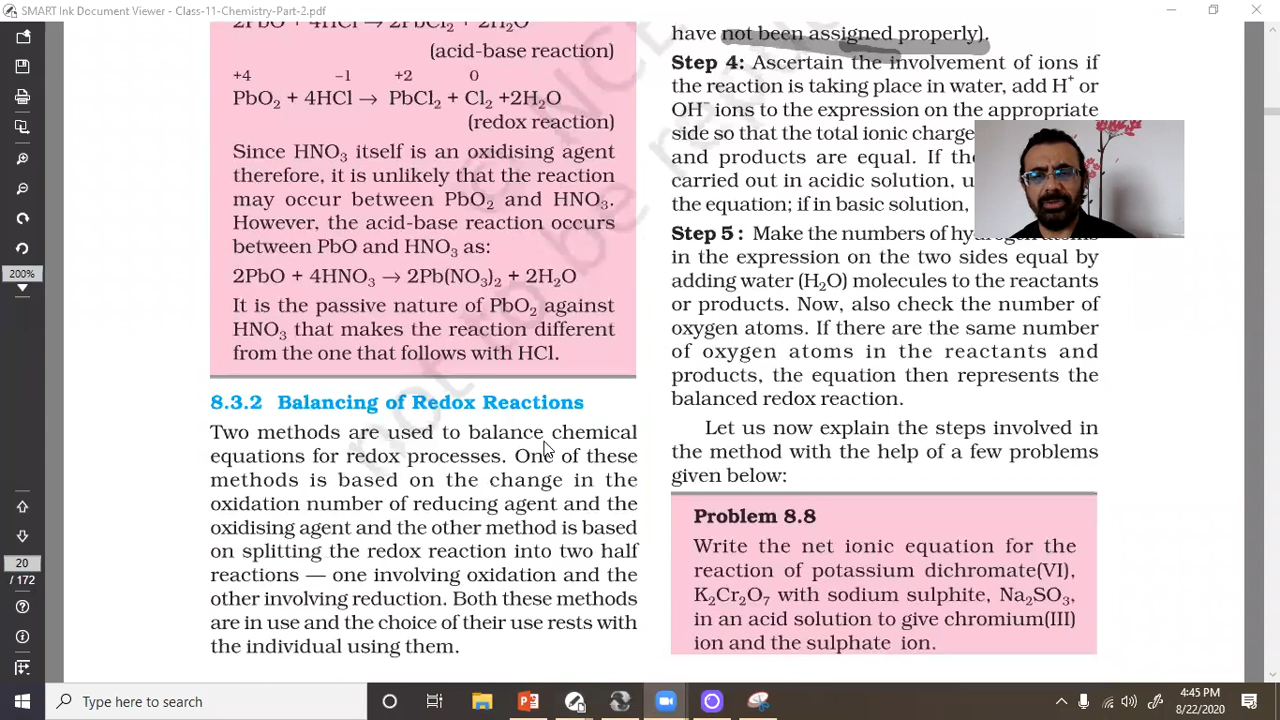 SMART Ink Document Viewer - Class-11-Chemistry-Part-2.pdf
2PbO + 4HCl → 2PbCl2 + 2H2O
(acid-base reaction)
+4 –1 +2 0
PbO2 + 4HCl → PbCl2 + Cl2 +2H2O
(redox reaction)
Since HNO3 itself is an oxidising agent
therefore, it is unlikely that the reaction
may occur between PbO2 and HNO3.
However, the acid-base reaction occurs
between PbO and HNO3 as:
2PbO + 4HNO3 → 2Pb(NO3)2 + 2H2O
It is the passive nature of PbO2 against
HNO3 that makes the reaction different
from the one that follows with HCl.
8.3.2 Balancing of Redox Reactions
Two methods are used to balance chemical
equations for redox processes. One of these
methods is based on the change in the
oxidation number of reducing agent and the
oxidising agent and the other method is based
on splitting the redox reaction into two half
reactions — one involving oxidation and the
other involving reduction. Both these methods
are in use and the choice of their use rests with
the individual using them.
have not been assigned properly).
Step 4: Ascertain the involvement of ions if
the reaction is taking place in water, add H+ or
OH– ions to the expression on the appropriate
side so that the total ionic charge
and products are equal. If the
carried out in acidic solution, u
the equation; if in basic solution,
Step 5 : Make the numbers of hydrogen atoms
in the expression on the two sides equal by
adding water (H2O) molecules to the reactants
or products. Now, also check the number of
oxygen atoms. If there are the same number
of oxygen atoms in the reactants and
products, the equation then represents the
balanced redox reaction.
Let us now explain the steps involved in
the method with the help of a few problems
given below:
Problem 8.8
Write the net ionic equation for the
reaction of potassium dichromate(VI),
K2Cr2O7 with sodium sulphite, Na2SO3,
in an acid solution to give chromium(III)
ion and the sulphate ion.
not to be rep
© NC
200%
20
/ 172
Type here to search
4:45 PM
8/22/2020